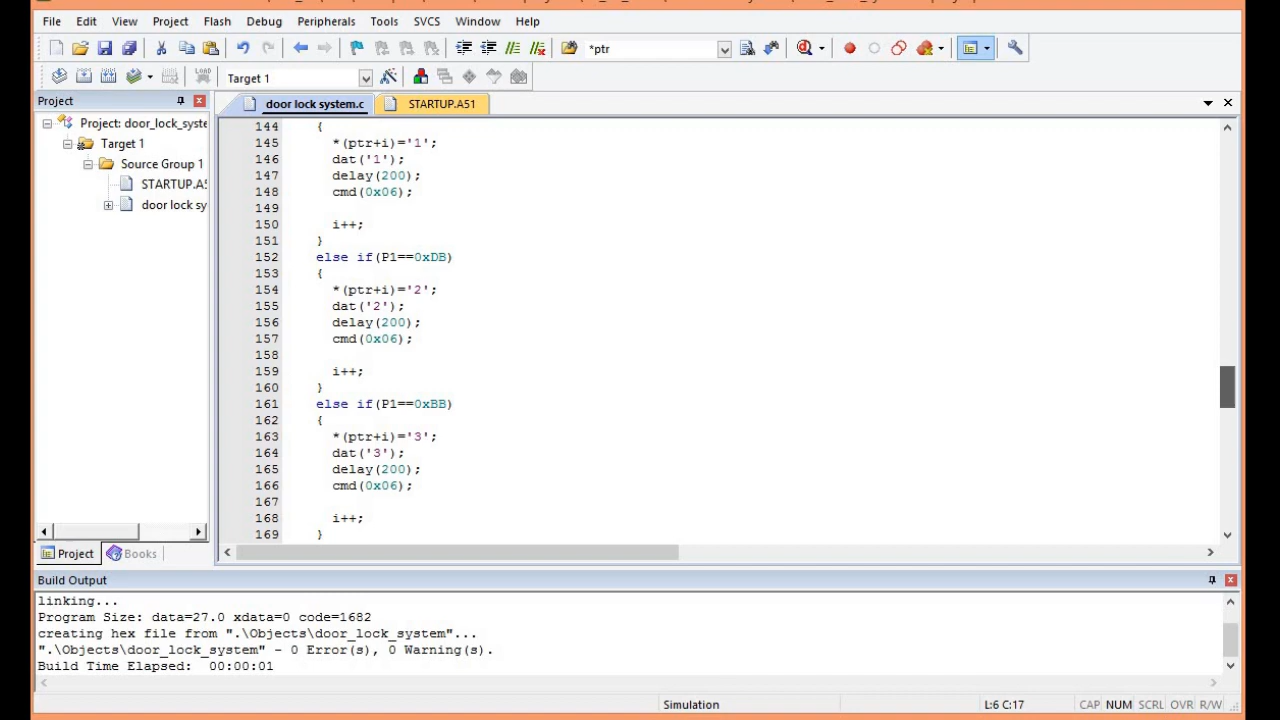 File Edit View Project Flash Debug Peripherals Tools SVCS Window Help
*ptr
LOAD Target 1
Project
door lock system.c STARTUP.A51
Project: door_lock_syste
Target 1
Source Group 1
STARTUP.A5
door lock sy
144 {
145 *(ptr+i)='1';
146 dat('1');
147 delay(200);
148 cmd(0x06);
149
150 i++;
151 }
152 else if(P1==0xDB)
153 {
154 *(ptr+i)='2';
155 dat('2');
156 delay(200);
157 cmd(0x06);
158
159 i++;
160 }
161 else if(P1==0xBB)
162 {
163 *(ptr+i)='3';
164 dat('3');
165 delay(200);
166 cmd(0x06);
167
168 i++;
169 }
Project Books
Build Output
linking...
Program Size: data=27.0 xdata=0 code=1682
creating hex file from ".\Objects\door_lock_system"...
".\Objects\door_lock_system" - 0 Error(s), 0 Warning(s).
Build Time Elapsed: 00:00:01
Simulation L:6 C:17 CAP NUM SCRL OVR R/W